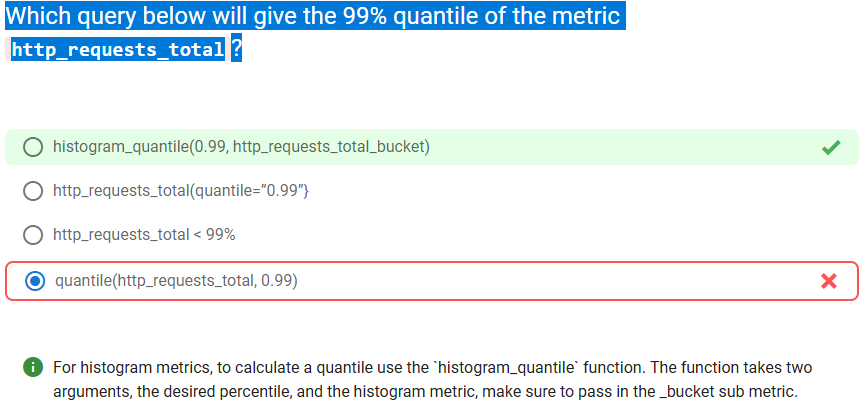 Which query below will give the 99% quantile of the metric
http_requests_total ?
histogram_quantile(0.99, http_requests_total_bucket)
http_requests_total(quantile=”0.99”}
http_requests_total < 99%
quantile(http_requests_total, 0.99)
For histogram metrics, to calculate a quantile use the `histogram_quantile` function. The function takes two
arguments, the desired percentile, and the histogram metric, make sure to pass in the _bucket sub metric.